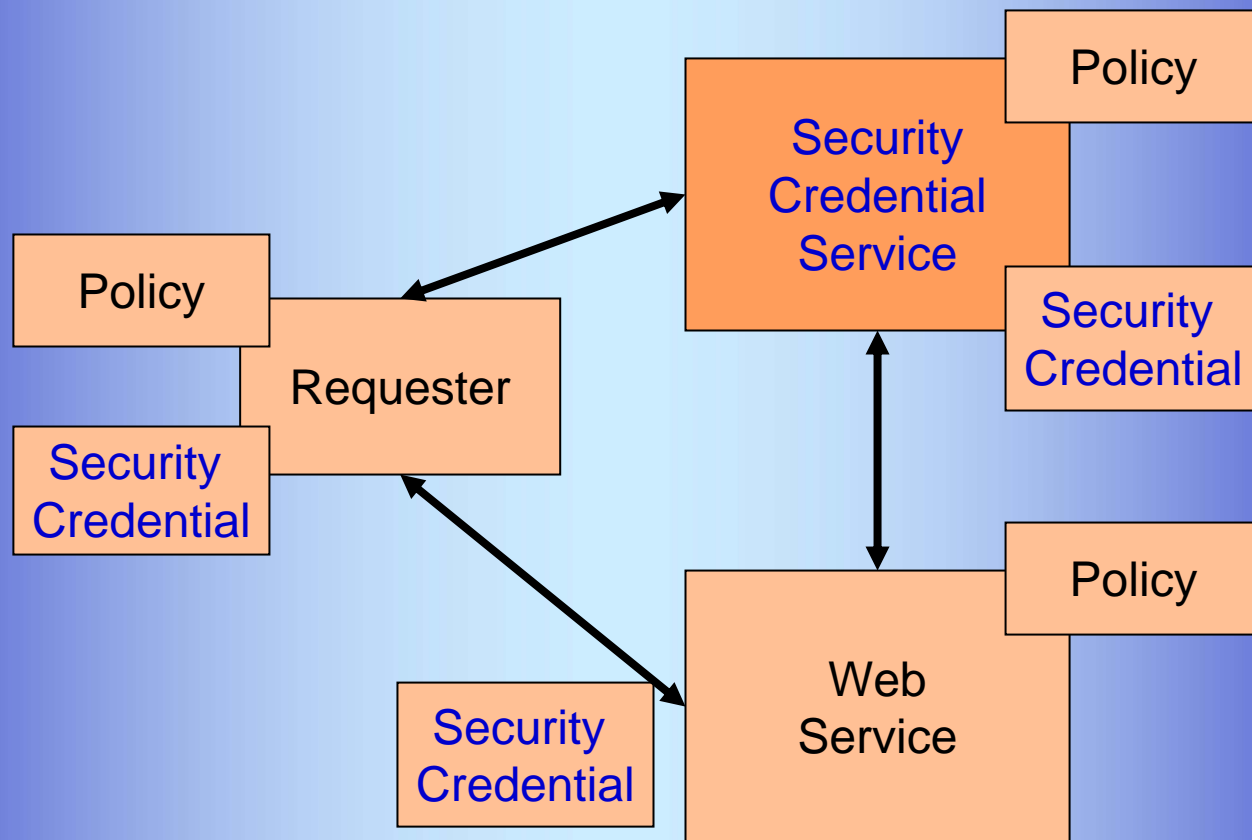 Policy
Security
Credential
Service
Policy
Security
Credential
Requester
Security
Credential
Policy
Web
Service
Security
Credential